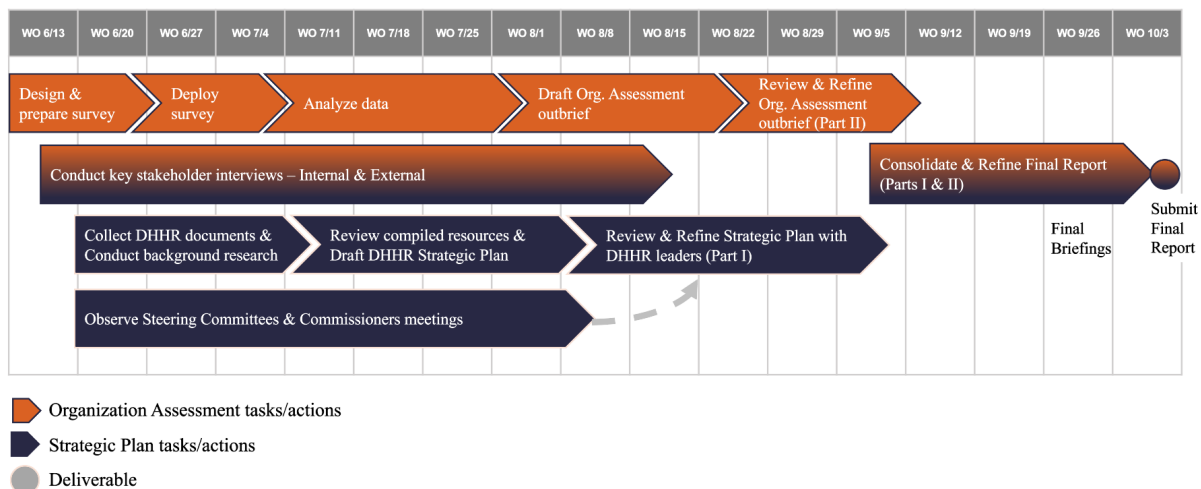 WO 6/13 WO 6/20 WO 6/27 WO 7/4 WO 7/11 WO 7/18 WO 7/25 WO 8/1 WO 8/8 WO 8/15 WO 8/22 WO 8/29 WO 9/5 WO 9/12 WO 9/19 WO 9/26 WO 10/3
Design &
prepare survey
Deploy
survey
Analyze data
Draft Org. Assessment
outbrief
Review & Refine
Org. Assessment
outbrief (Part II)
Conduct key stakeholder interviews – Internal & External
Consolidate & Refine Final Report
(Parts I & II)
Collect DHHR documents &
Conduct background research
Review compiled resources &
Draft DHHR Strategic Plan
Review & Refine Strategic Plan with
DHHR leaders (Part I)
Final
Briefings
Submit
Final
Report
Observe Steering Committees & Commissioners meetings
Organization Assessment tasks/actions
Strategic Plan tasks/actions
Deliverable